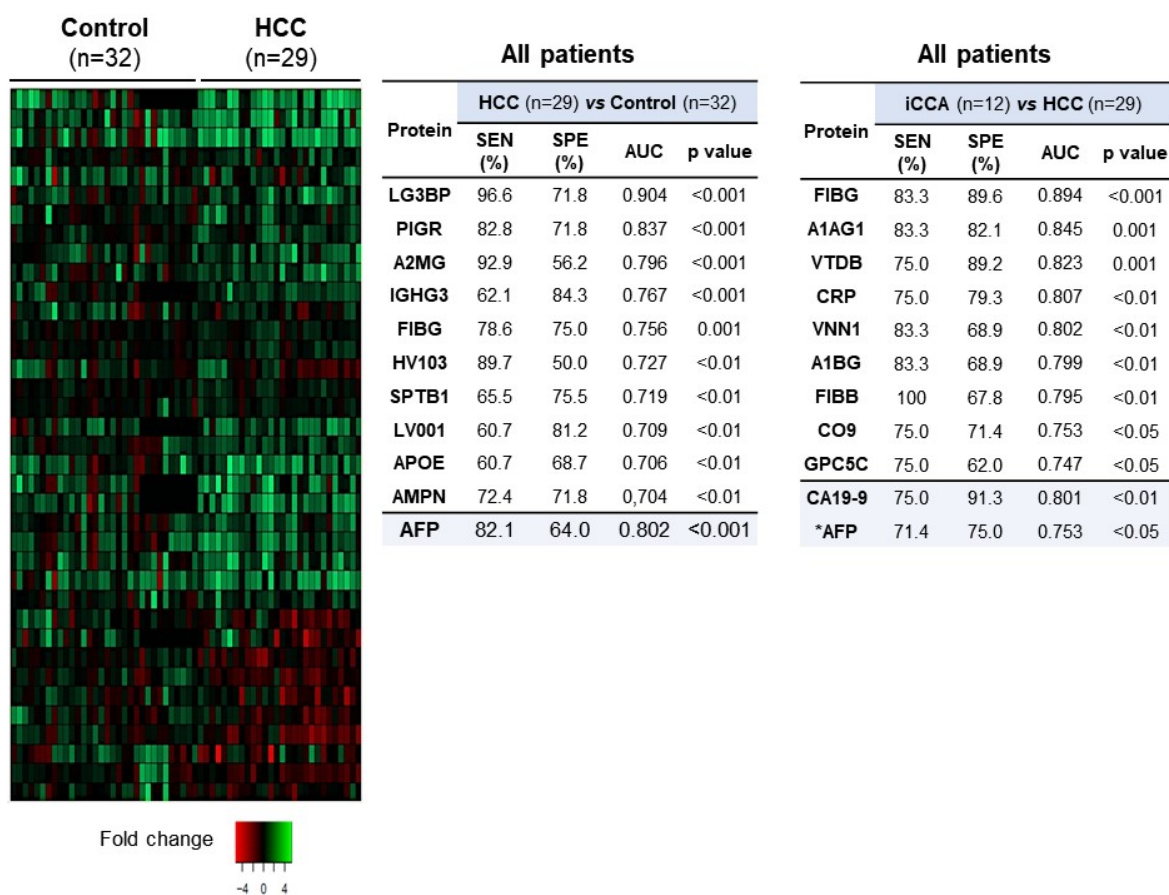 Control
(n=32)
HCC
(n=29)
Fold change
-4 0 4
All patients
Protein
HCC (n=29) vs Control (n=32)
SEN (%) SPE (%) AUC p value
LG3BP 96.6 71.8 0.904 <0.001
PIGR 82.8 71.8 0.837 <0.001
A2MG 92.9 56.2 0.796 <0.001
IGHG3 62.1 84.3 0.767 <0.001
FIBG 78.6 75.0 0.756 0.001
HV103 89.7 50.0 0.727 <0.01
SPTB1 65.5 75.5 0.719 <0.01
LV001 60.7 81.2 0.709 <0.01
APOE 60.7 68.7 0.706 <0.01
AMPN 72.4 71.8 0,704 <0.01
AFP 82.1 64.0 0.802 <0.001
All patients
Protein
iCCA (n=12) vs HCC (n=29)
SEN (%) SPE (%) AUC p value
FIBG 83.3 89.6 0.894 <0.001
A1AG1 83.3 82.1 0.845 0.001
VTDB 75.0 89.2 0.823 0.001
CRP 75.0 79.3 0.807 <0.01
VNN1 83.3 68.9 0.802 <0.01
A1BG 83.3 68.9 0.799 <0.01
FIBB 100 67.8 0.795 <0.01
CO9 75.0 71.4 0.753 <0.05
GPC5C 75.0 62.0 0.747 <0.05
CA19-9 75.0 91.3 0.801 <0.01
*AFP 71.4 75.0 0.753 <0.05